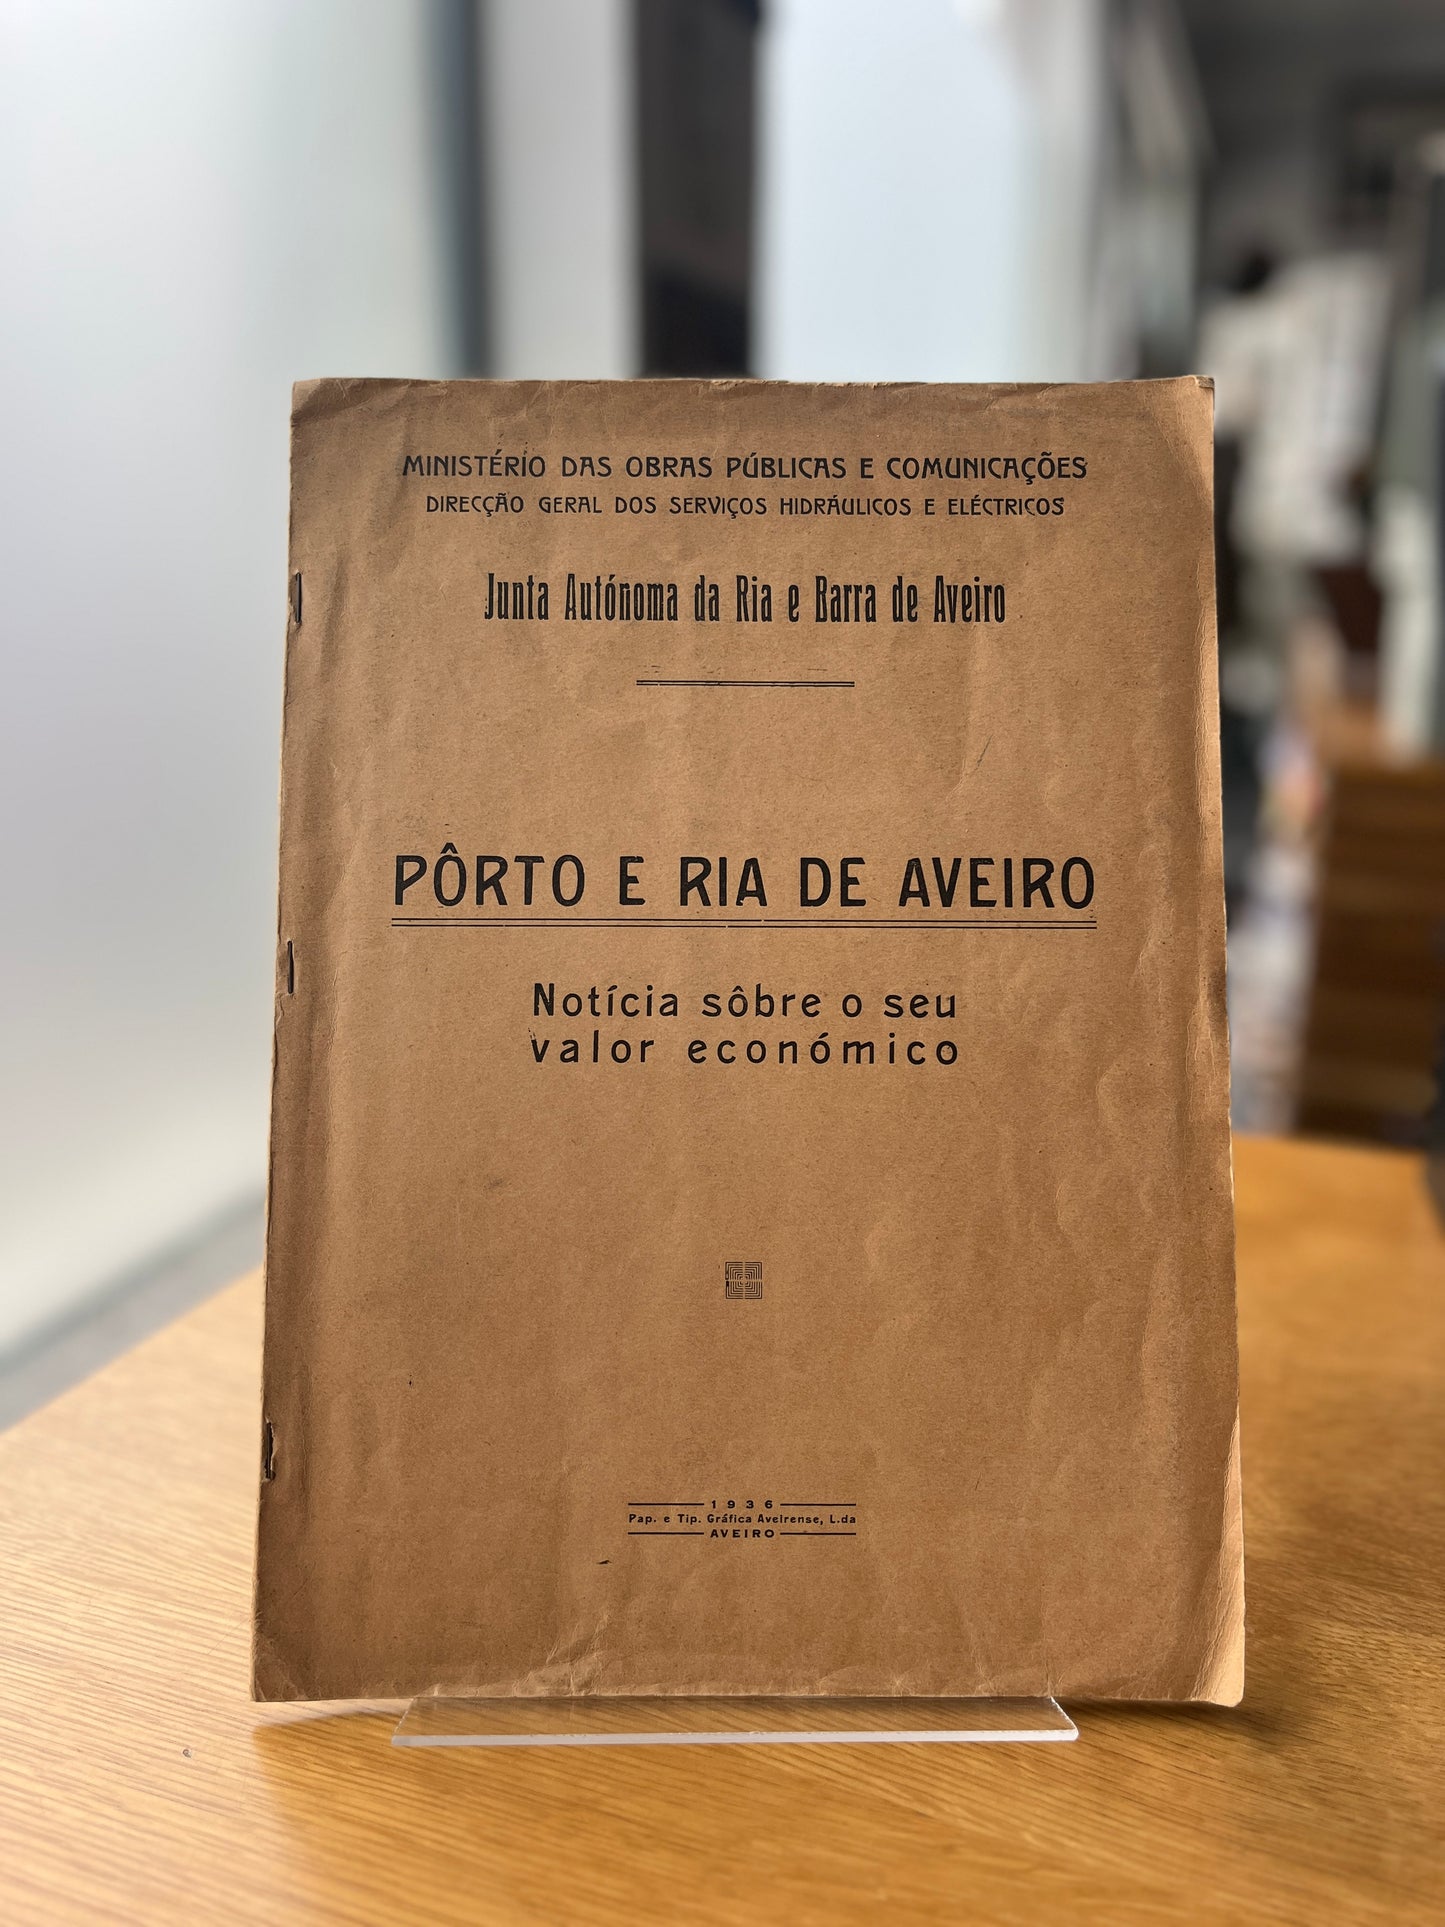 MINISTÉRIO DAS OBRAS PÚBLICAS E COMUNICAÇÕES
DIRECÇÃO GERAL DOS SERVIÇOS HIDRÁULICOS E ELÉCTRICOS
Junta Autónoma da Ria e Barra de Aveiro
PÔRTO E RIA DE AVEIRO
Notícia sôbre o seu
valor económico
1936
Pap. e Tip. Gráfica Aveirense, L.da
AVEIRO